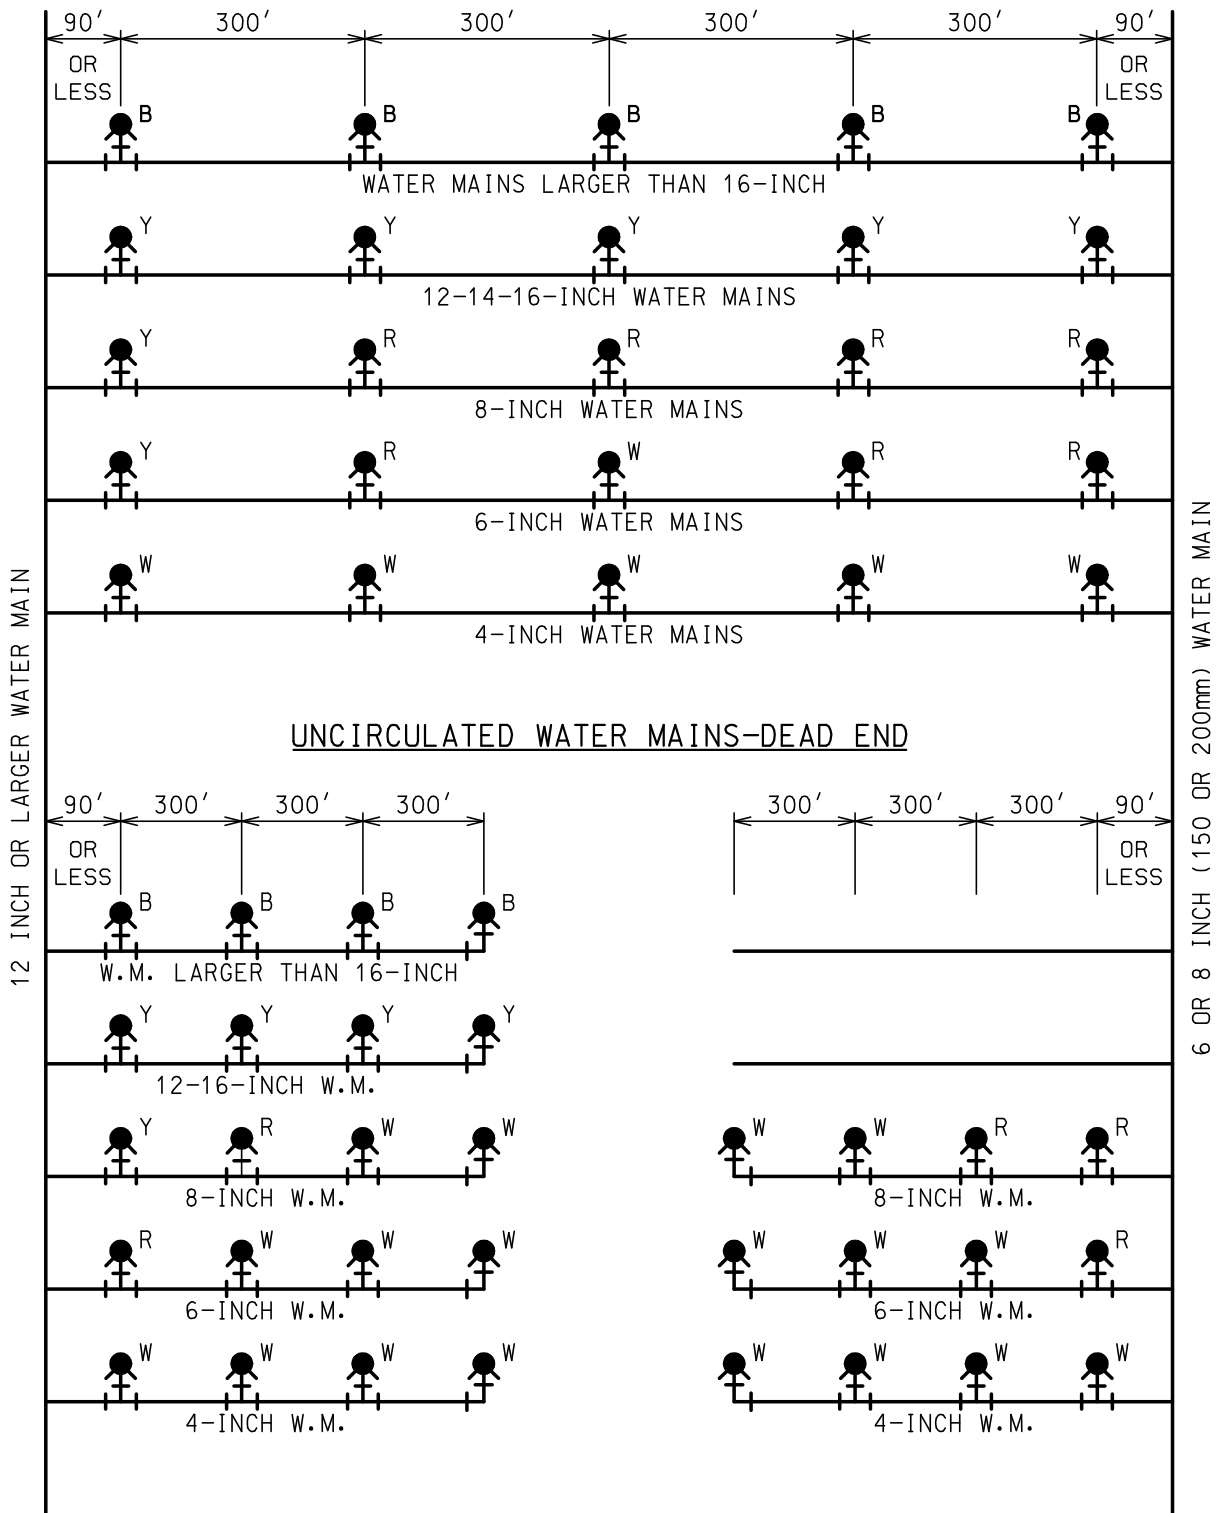 90' 300' 300' 300' 300' 90'
OR LESS OR LESS
B B B B B
WATER MAINS LARGER THAN 16-INCH
Y Y Y Y Y
12-14-16-INCH WATER MAINS
Y R R R R
8-INCH WATER MAINS
Y R W R R
6-INCH WATER MAINS
W W W W W
4-INCH WATER MAINS
12 INCH OR LARGER WATER MAIN
6 OR 8 INCH (150 OR 200mm) WATER MAIN
UNCIRCULATED WATER MAINS-DEAD END
90' 300' 300' 300' 300' 300' 300' 90'
OR LESS OR LESS
B B B B
W.M. LARGER THAN 16-INCH
Y Y Y Y
12-16-INCH W.M.
Y R W W W W R R
8-INCH W.M. 8-INCH W.M.
R W W W W W W R
6-INCH W.M. 6-INCH W.M.
W W W W W W W W
4-INCH W.M. 4-INCH W.M.